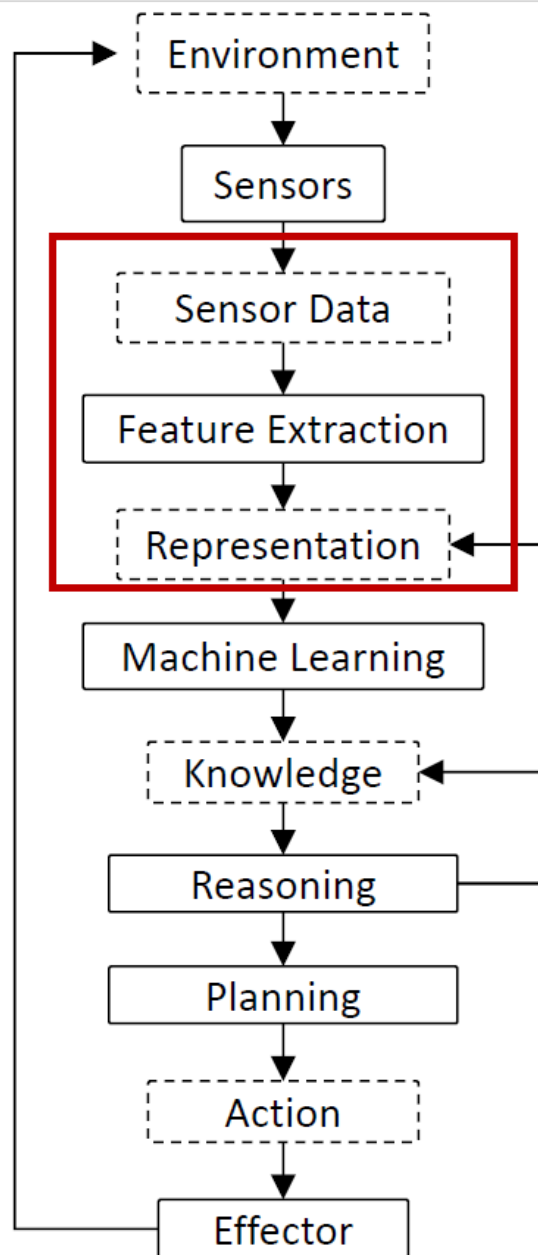 Environment
Sensors
Sensor Data
Feature Extraction
Representation
Machine Learning
Knowledge
Reasoning
Planning
Action
Effector